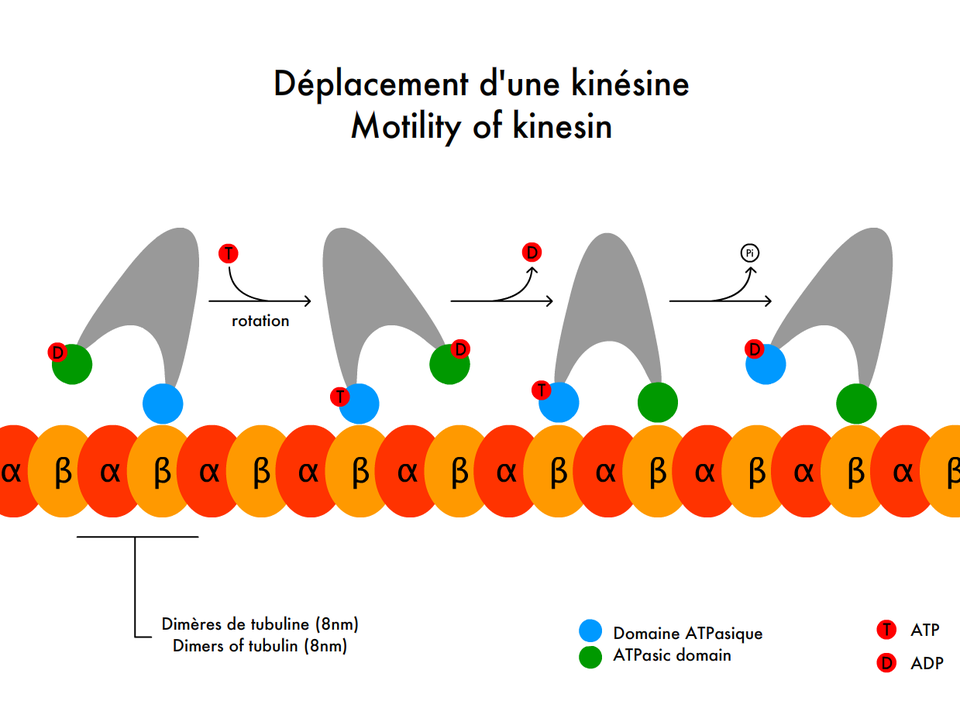 Déplacement d'une kinésine
Motility of kinesin
T
D
Pi
rotation
D
D
D
T
T
α β α β α β α β α β α β α β α β α β α β
Dimères de tubuline (8nm)
Dimers of tubulin (8nm)
Domaine ATPasique
ATPasic domain
T ATP
D ADP